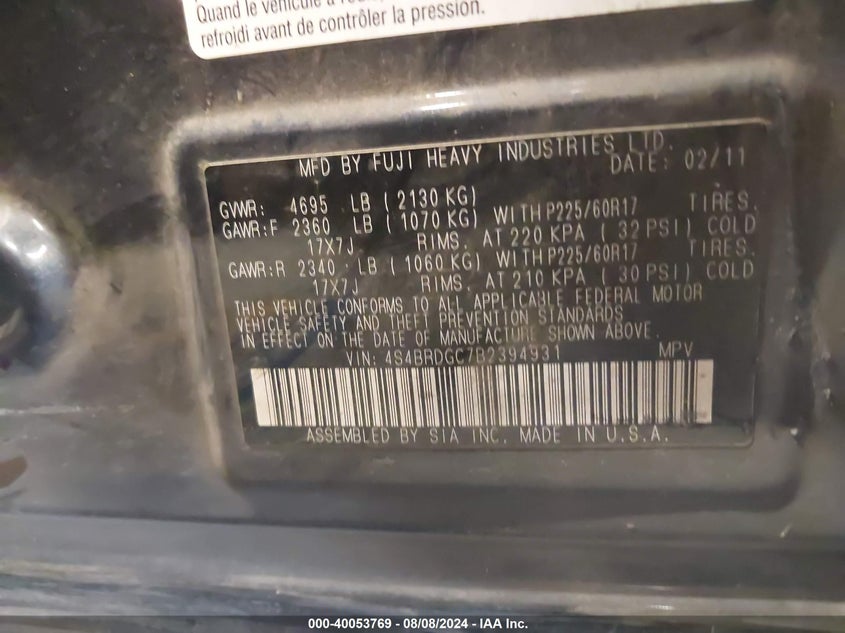 Quand le véhicule a
refroidi avant de contrôler la pression.
MFD BY FUJI HEAVY INDUSTRIES LTD.
DATE: 02/11
GVWR: 4695 LB ( 2130 KG)
GAWR:F 2360 LB ( 1070 KG) WITH P225/60R17 TIRES.
17X7J RIMS. AT 220 KPA ( 32 PSI) COLD
GAWR:R 2340 LB ( 1060 KG) WITH P225/60R17 TIRES.
17X7J RIMS. AT 210 KPA ( 30 PSI) COLD
THIS VEHICLE CONFORMS TO ALL APPLICABLE FEDERAL MOTOR
VEHICLE SAFETY AND THEFT PREVENTION STANDARDS
IN EFFECT ON THE DATE OF MANUFACTURE SHOWN ABOVE.
VIN: 4S4BRDGC7B2394931 MPV
ASSEMBLED BY SIA INC. MADE IN U.S.A.
000-40053769 - 08/08/2024 - IAA Inc.